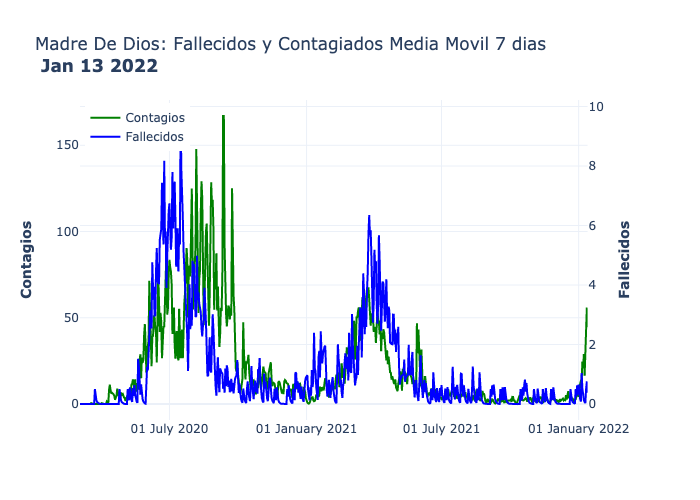 Madre De Dios: Fallecidos y Contagiados Media Movil 7 dias
Jan 13 2022
Contagios
Fallecidos
150
100
50
0
10
8
6
4
2
0
Contagios
Fallecidos
01 July 2020
01 January 2021
01 July 2021
01 January 2022